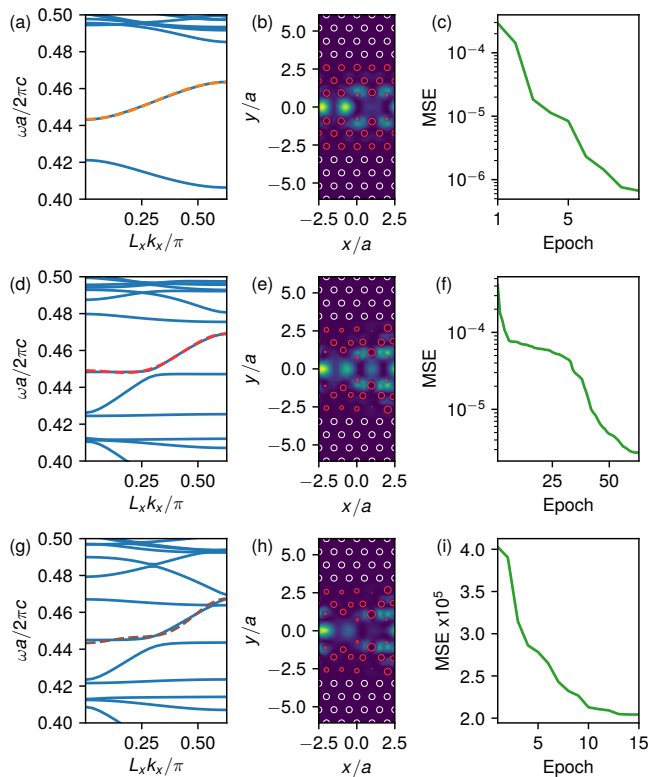 (a)
0.50
0.48
0.46
0.44
0.42
0.40
ωa/2πc
0.25 0.50
Lₓkₓ/π
(b)
5.0
2.5
0.0
−2.5
−5.0
y/a
−2.5 0.0 2.5
x/a
(c)
10⁻⁴
10⁻⁵
10⁻⁶
MSE
1 5
Epoch
(d)
0.50
0.48
0.46
0.44
0.42
0.40
ωa/2πc
0.25 0.50
Lₓkₓ/π
(e)
5.0
2.5
0.0
−2.5
−5.0
y/a
−2.5 0.0 2.5
x/a
(f)
10⁻⁴
10⁻⁵
MSE
25 50
Epoch
(g)
0.50
0.48
0.46
0.44
0.42
0.40
ωa/2πc
0.25 0.50
Lₓkₓ/π
(h)
5.0
2.5
0.0
−2.5
−5.0
y/a
−2.5 0.0 2.5
x/a
(i)
4.0
3.5
3.0
2.5
2.0
MSE x10⁵
5 10 15
Epoch